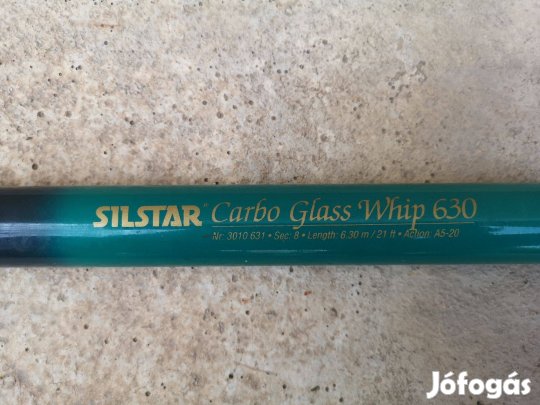 SILSTAR Carbo Glass Whip 630
Nr: 3010 631 • Sec: 8 • Length: 6.30 m / 21 ft • Action: A5-20
Jófogás